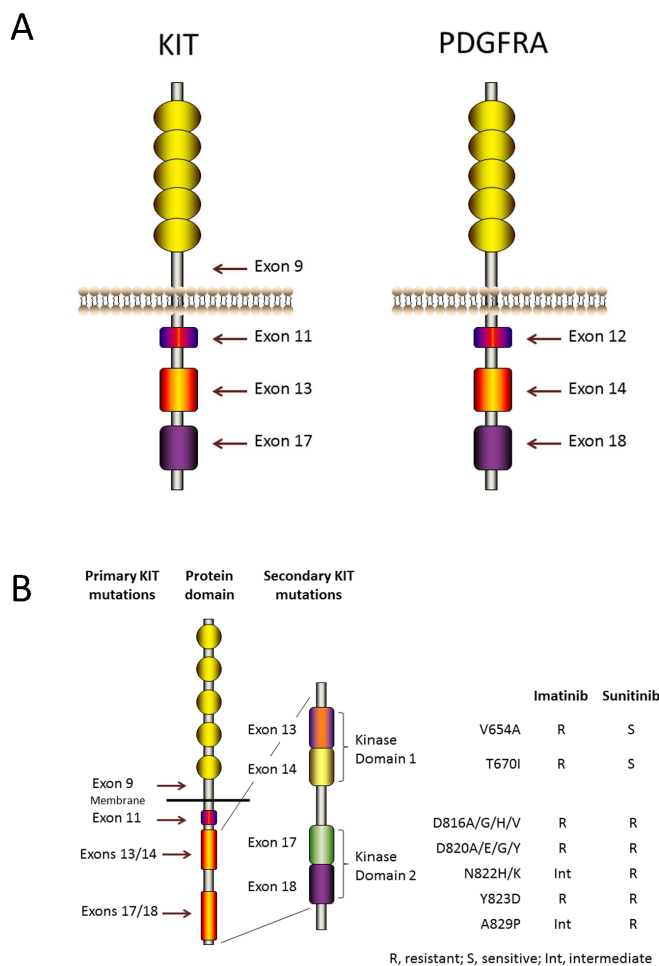 A
KIT
PDGFRA
Exon 9
Exon 11
Exon 12
Exon 13
Exon 14
Exon 17
Exon 18
B
Primary KIT
mutations
Protein
domain
Secondary KIT
mutations
Imatinib Sunitinib
Exon 13
Kinase
Domain 1
V654A R S
Exon 14
T670I R S
Exon 9
Membrane
Exon 11
Exons 13/14
Exons 17/18
Exon 17
Kinase
Domain 2
Exon 18
D816A/G/H/V R R
D820A/E/G/Y R R
N822H/K Int R
Y823D R R
A829P Int R
R, resistant; S, sensitive; Int, intermediate